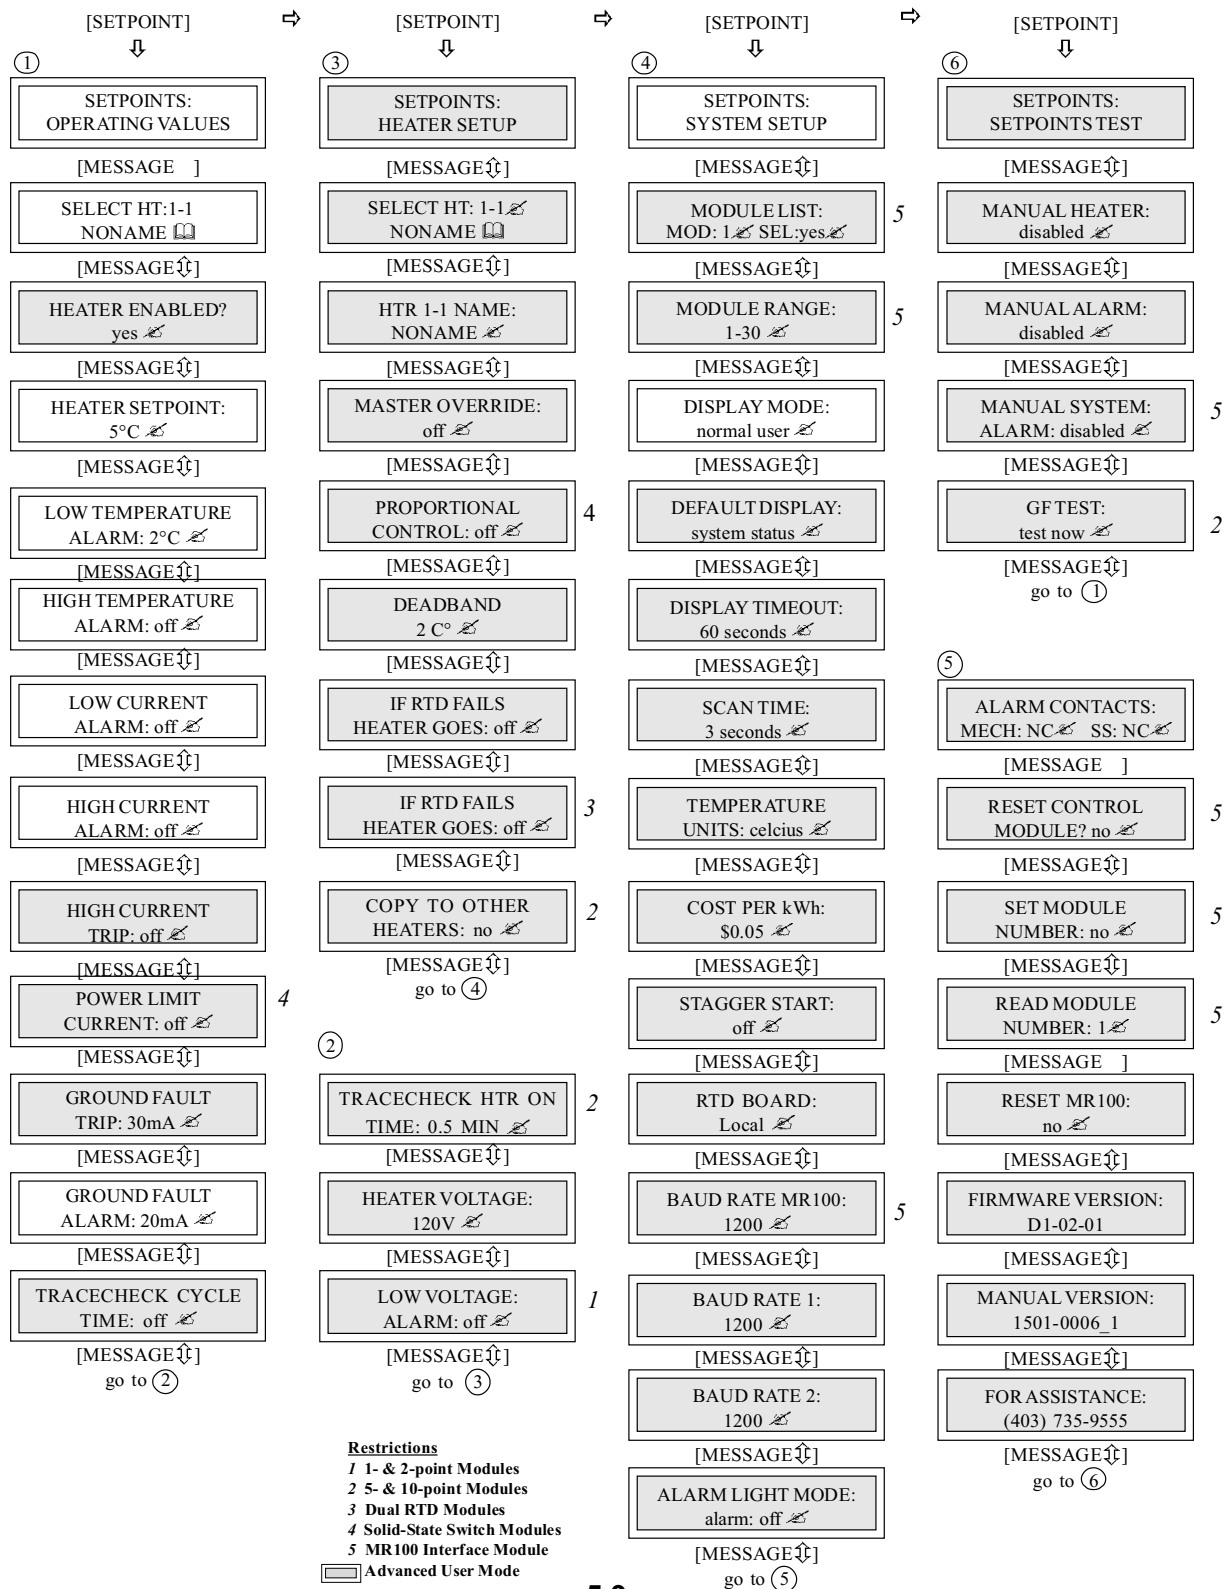 [SETPOINT] ⇨ [SETPOINT] ⇨ [SETPOINT] ⇨ [SETPOINT]
⇩ ⇩ ⇩ ⇩
1
SETPOINTS:
OPERATING VALUES
[MESSAGE ]
SELECT HT:1-1
NONAME
[MESSAGE⇕]
HEATER ENABLED?
yes
[MESSAGE⇕]
HEATER SETPOINT:
5°C
[MESSAGE⇕]
LOW TEMPERATURE
ALARM: 2°C
[MESSAGE⇕]
HIGH TEMPERATURE
ALARM: off
[MESSAGE⇕]
LOW CURRENT
ALARM: off
[MESSAGE⇕]
HIGH CURRENT
ALARM: off
[MESSAGE⇕]
HIGH CURRENT
TRIP: off
[MESSAGE⇕]
POWER LIMIT
CURRENT: off
4
[MESSAGE⇕]
GROUND FAULT
TRIP: 30mA
[MESSAGE⇕]
GROUND FAULT
ALARM: 20mA
[MESSAGE⇕]
TRACECHECK CYCLE
TIME: off
[MESSAGE⇕]
go to 2
3
SETPOINTS:
HEATER SETUP
[MESSAGE⇕]
SELECT HT: 1-1
NONAME
[MESSAGE⇕]
HTR 1-1 NAME:
NONAME
[MESSAGE⇕]
MASTER OVERRIDE:
off
[MESSAGE⇕]
PROPORTIONAL
CONTROL: off
4
[MESSAGE⇕]
DEADBAND
2 C°
[MESSAGE⇕]
IF RTD FAILS
HEATER GOES: off
[MESSAGE⇕]
IF RTD FAILS
HEATER GOES: off
3
[MESSAGE⇕]
COPY TO OTHER
HEATERS: no
2
[MESSAGE⇕]
go to 4
2
TRACECHECK HTR ON
TIME: 0.5 MIN
2
[MESSAGE⇕]
HEATER VOLTAGE:
120V
[MESSAGE⇕]
LOW VOLTAGE:
ALARM: off
1
[MESSAGE⇕]
go to 3
Restrictions
1 1- & 2-point Modules
2 5- & 10-point Modules
3 Dual RTD Modules
4 Solid-State Switch Modules
5 MR100 Interface Module
Advanced User Mode
4
SETPOINTS:
SYSTEM SETUP
[MESSAGE⇕]
MODULE LIST:
MOD: 1 SEL:yes
5
[MESSAGE⇕]
MODULE RANGE:
1-30
5
[MESSAGE⇕]
DISPLAY MODE:
normal user
[MESSAGE⇕]
DEFAULT DISPLAY:
system status
[MESSAGE⇕]
DISPLAY TIMEOUT:
60 seconds
[MESSAGE⇕]
SCAN TIME:
3 seconds
[MESSAGE⇕]
TEMPERATURE
UNITS: celcius
[MESSAGE⇕]
COST PER kWh:
$0.05
[MESSAGE⇕]
STAGGER START:
off
[MESSAGE⇕]
RTD BOARD:
Local
[MESSAGE⇕]
BAUD RATE MR100:
1200
5
[MESSAGE⇕]
BAUD RATE 1:
1200
[MESSAGE⇕]
BAUD RATE 2:
1200
[MESSAGE⇕]
ALARM LIGHT MODE:
alarm: off
[MESSAGE⇕]
go to 5
6
SETPOINTS:
SETPOINTS TEST
[MESSAGE⇕]
MANUAL HEATER:
disabled
[MESSAGE⇕]
MANUAL ALARM:
disabled
[MESSAGE⇕]
MANUAL SYSTEM:
ALARM: disabled
5
[MESSAGE⇕]
GF TEST:
test now
2
[MESSAGE⇕]
go to 1
5
ALARM CONTACTS:
MECH: NC SS: NC
[MESSAGE ]
RESET CONTROL
MODULE? no
5
[MESSAGE⇕]
SET MODULE
NUMBER: no
5
[MESSAGE⇕]
READ MODULE
NUMBER: 1
5
[MESSAGE ]
RESET MR100:
no
[MESSAGE⇕]
FIRMWARE VERSION:
D1-02-01
[MESSAGE⇕]
MANUAL VERSION:
1501-0006_1
[MESSAGE⇕]
FOR ASSISTANCE:
(403) 735-9555
[MESSAGE⇕]
go to 6